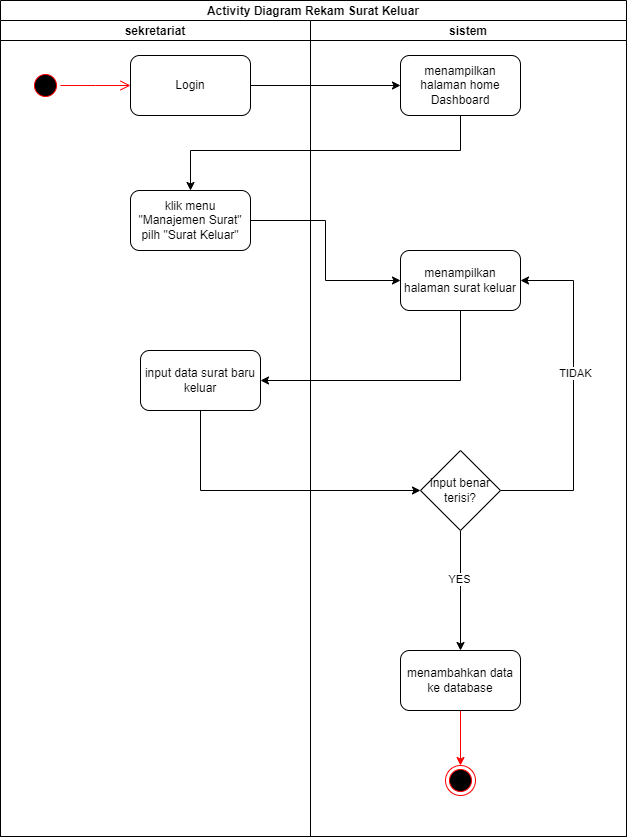 Activity Diagram Rekam Surat Keluar
sekretariat
sistem
Login
menampilkan
halaman home
Dashboard
klik menu
"Manajemen Surat"
pilh "Surat Keluar"
menampilkan
halaman surat keluar
input data surat baru
keluar
TIDAK
input benar
terisi?
YES
menambahkan data
ke database